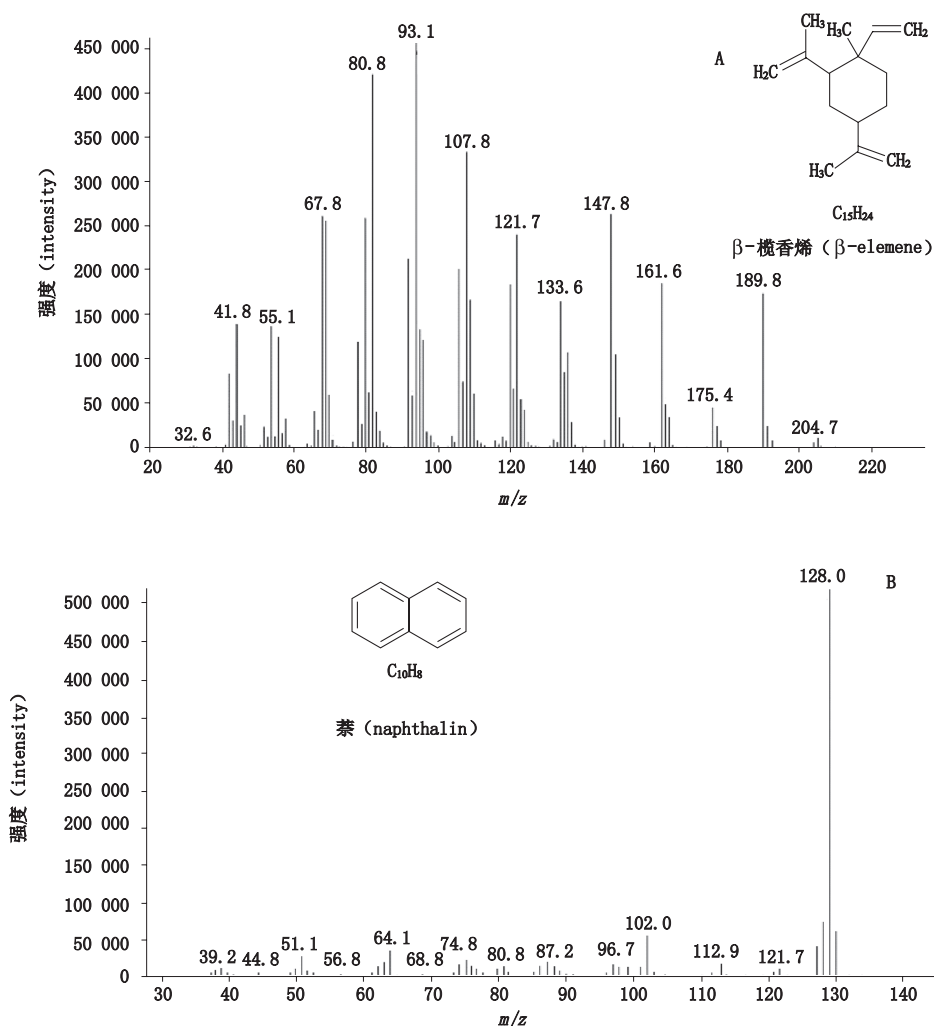 A
CH₃
H₃C
CH₂
H₂C
H₃C
CH₂
C₁₅H₂₄
β-榄香烯（β-elemene）
强度（intensity）
450 000
400 000
350 000
300 000
250 000
200 000
150 000
100 000
50 000
0
32.6
41.8
55.1
67.8
80.8
93.1
107.8
121.7
133.6
147.8
161.6
175.4
189.8
204.7
20 40 60 80 100 120 140 160 180 200 220
m/z
B
C₁₀H₈
萘（naphthalin）
强度（intensity）
500 000
450 000
400 000
350 000
300 000
250 000
200 000
150 000
100 000
50 000
0
39.2
44.8
51.1
56.8
64.1
68.8
74.8
80.8
87.2
96.7
102.0
112.9
121.7
128.0
30 40 50 60 70 80 90 100 110 120 130 140
m/z